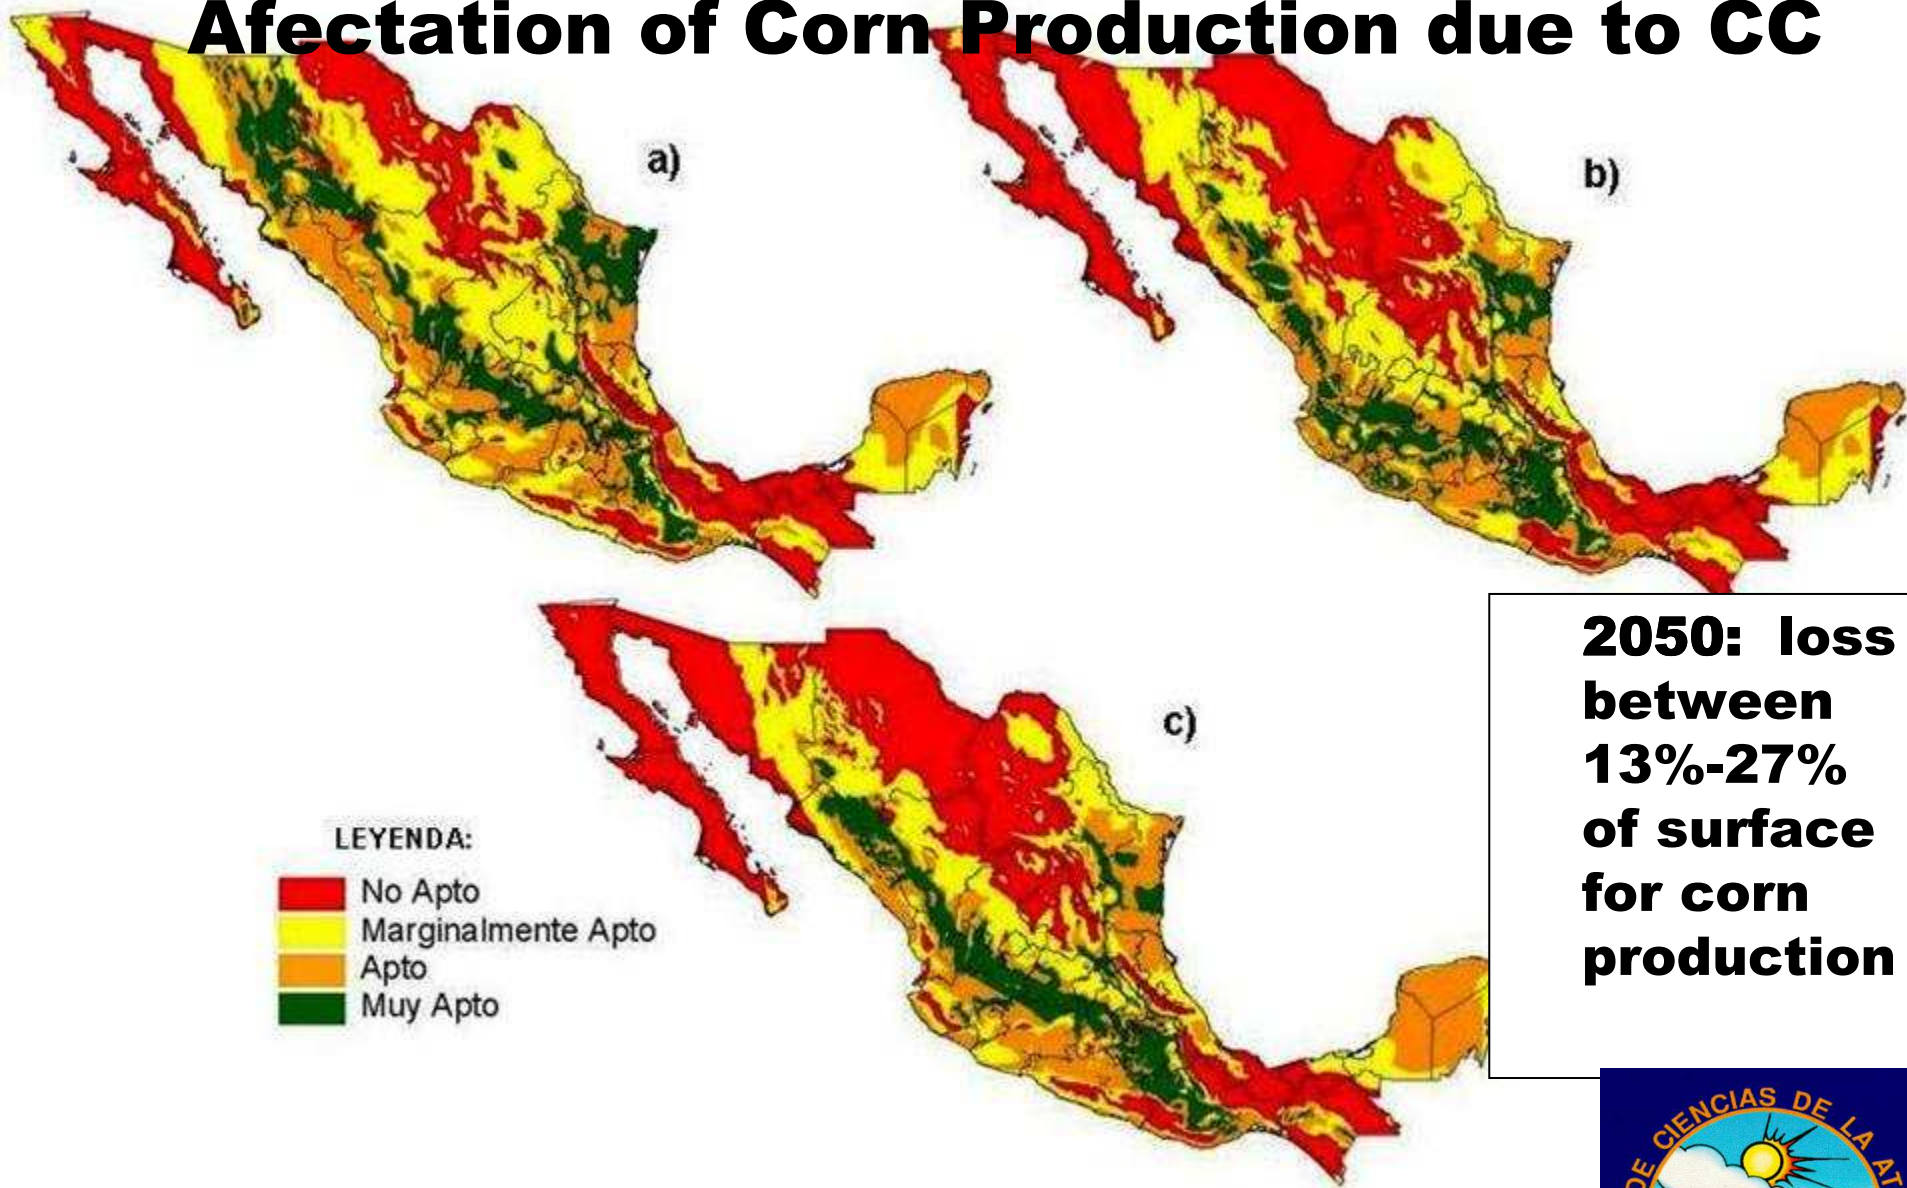 Afectation of Corn Production due to CC
a)
b)
c)
LEYENDA:
No Apto
Marginalmente Apto
Apto
Muy Apto
2050: loss
between
13%-27%
of surface
for corn
production
DE CIENCIAS DE LA AT